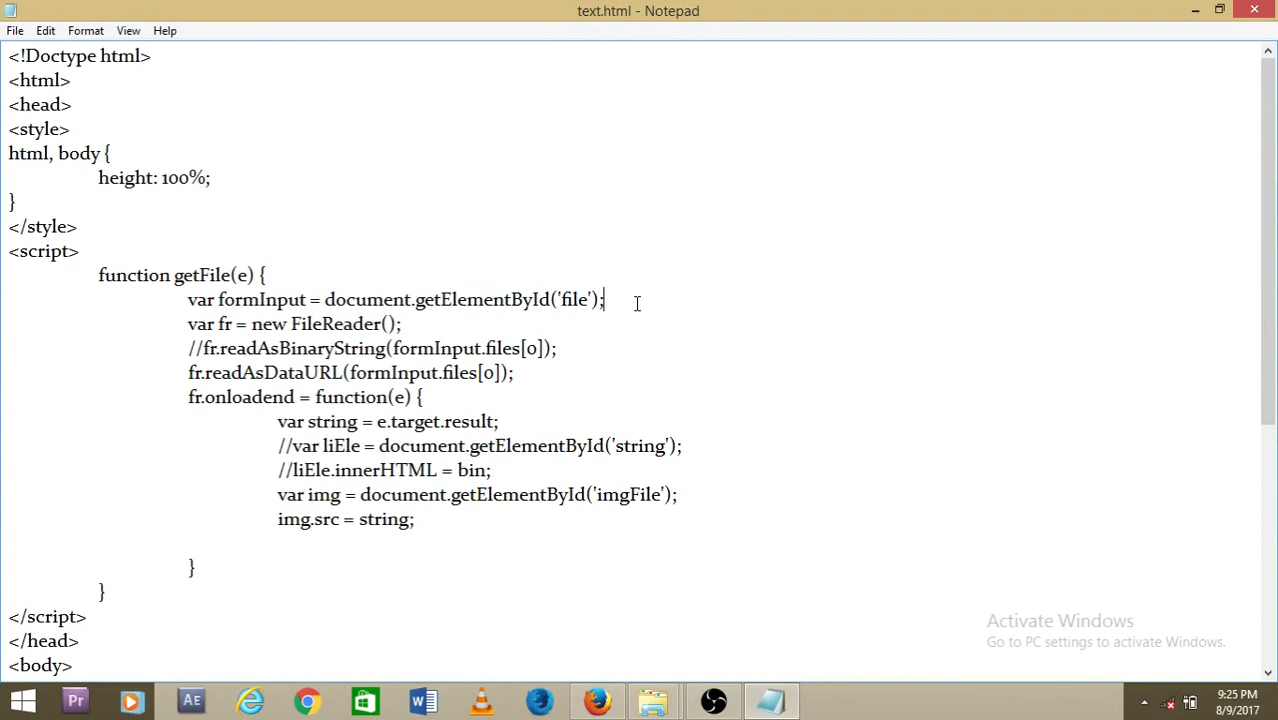 text.html - Notepad
File Edit Format View Help
<!Doctype html>
<html>
<head>
<style>
html, body {
height: 100%;
}
</style>
<script>
function getFile(e) {
var formInput = document.getElementById('file');
var fr = new FileReader();
//fr.readAsBinaryString(formInput.files[0]);
fr.readAsDataURL(formInput.files[0]);
fr.onloadend = function(e) {
var string = e.target.result;
//var liEle = document.getElementById('string');
//liEle.innerHTML = bin;
var img = document.getElementById('imgFile');
img.src = string;
}
}
</script>
</head>
<body>
Activate Windows
Go to PC settings to activate Windows.
Pr
AE
9:25 PM
8/9/2017